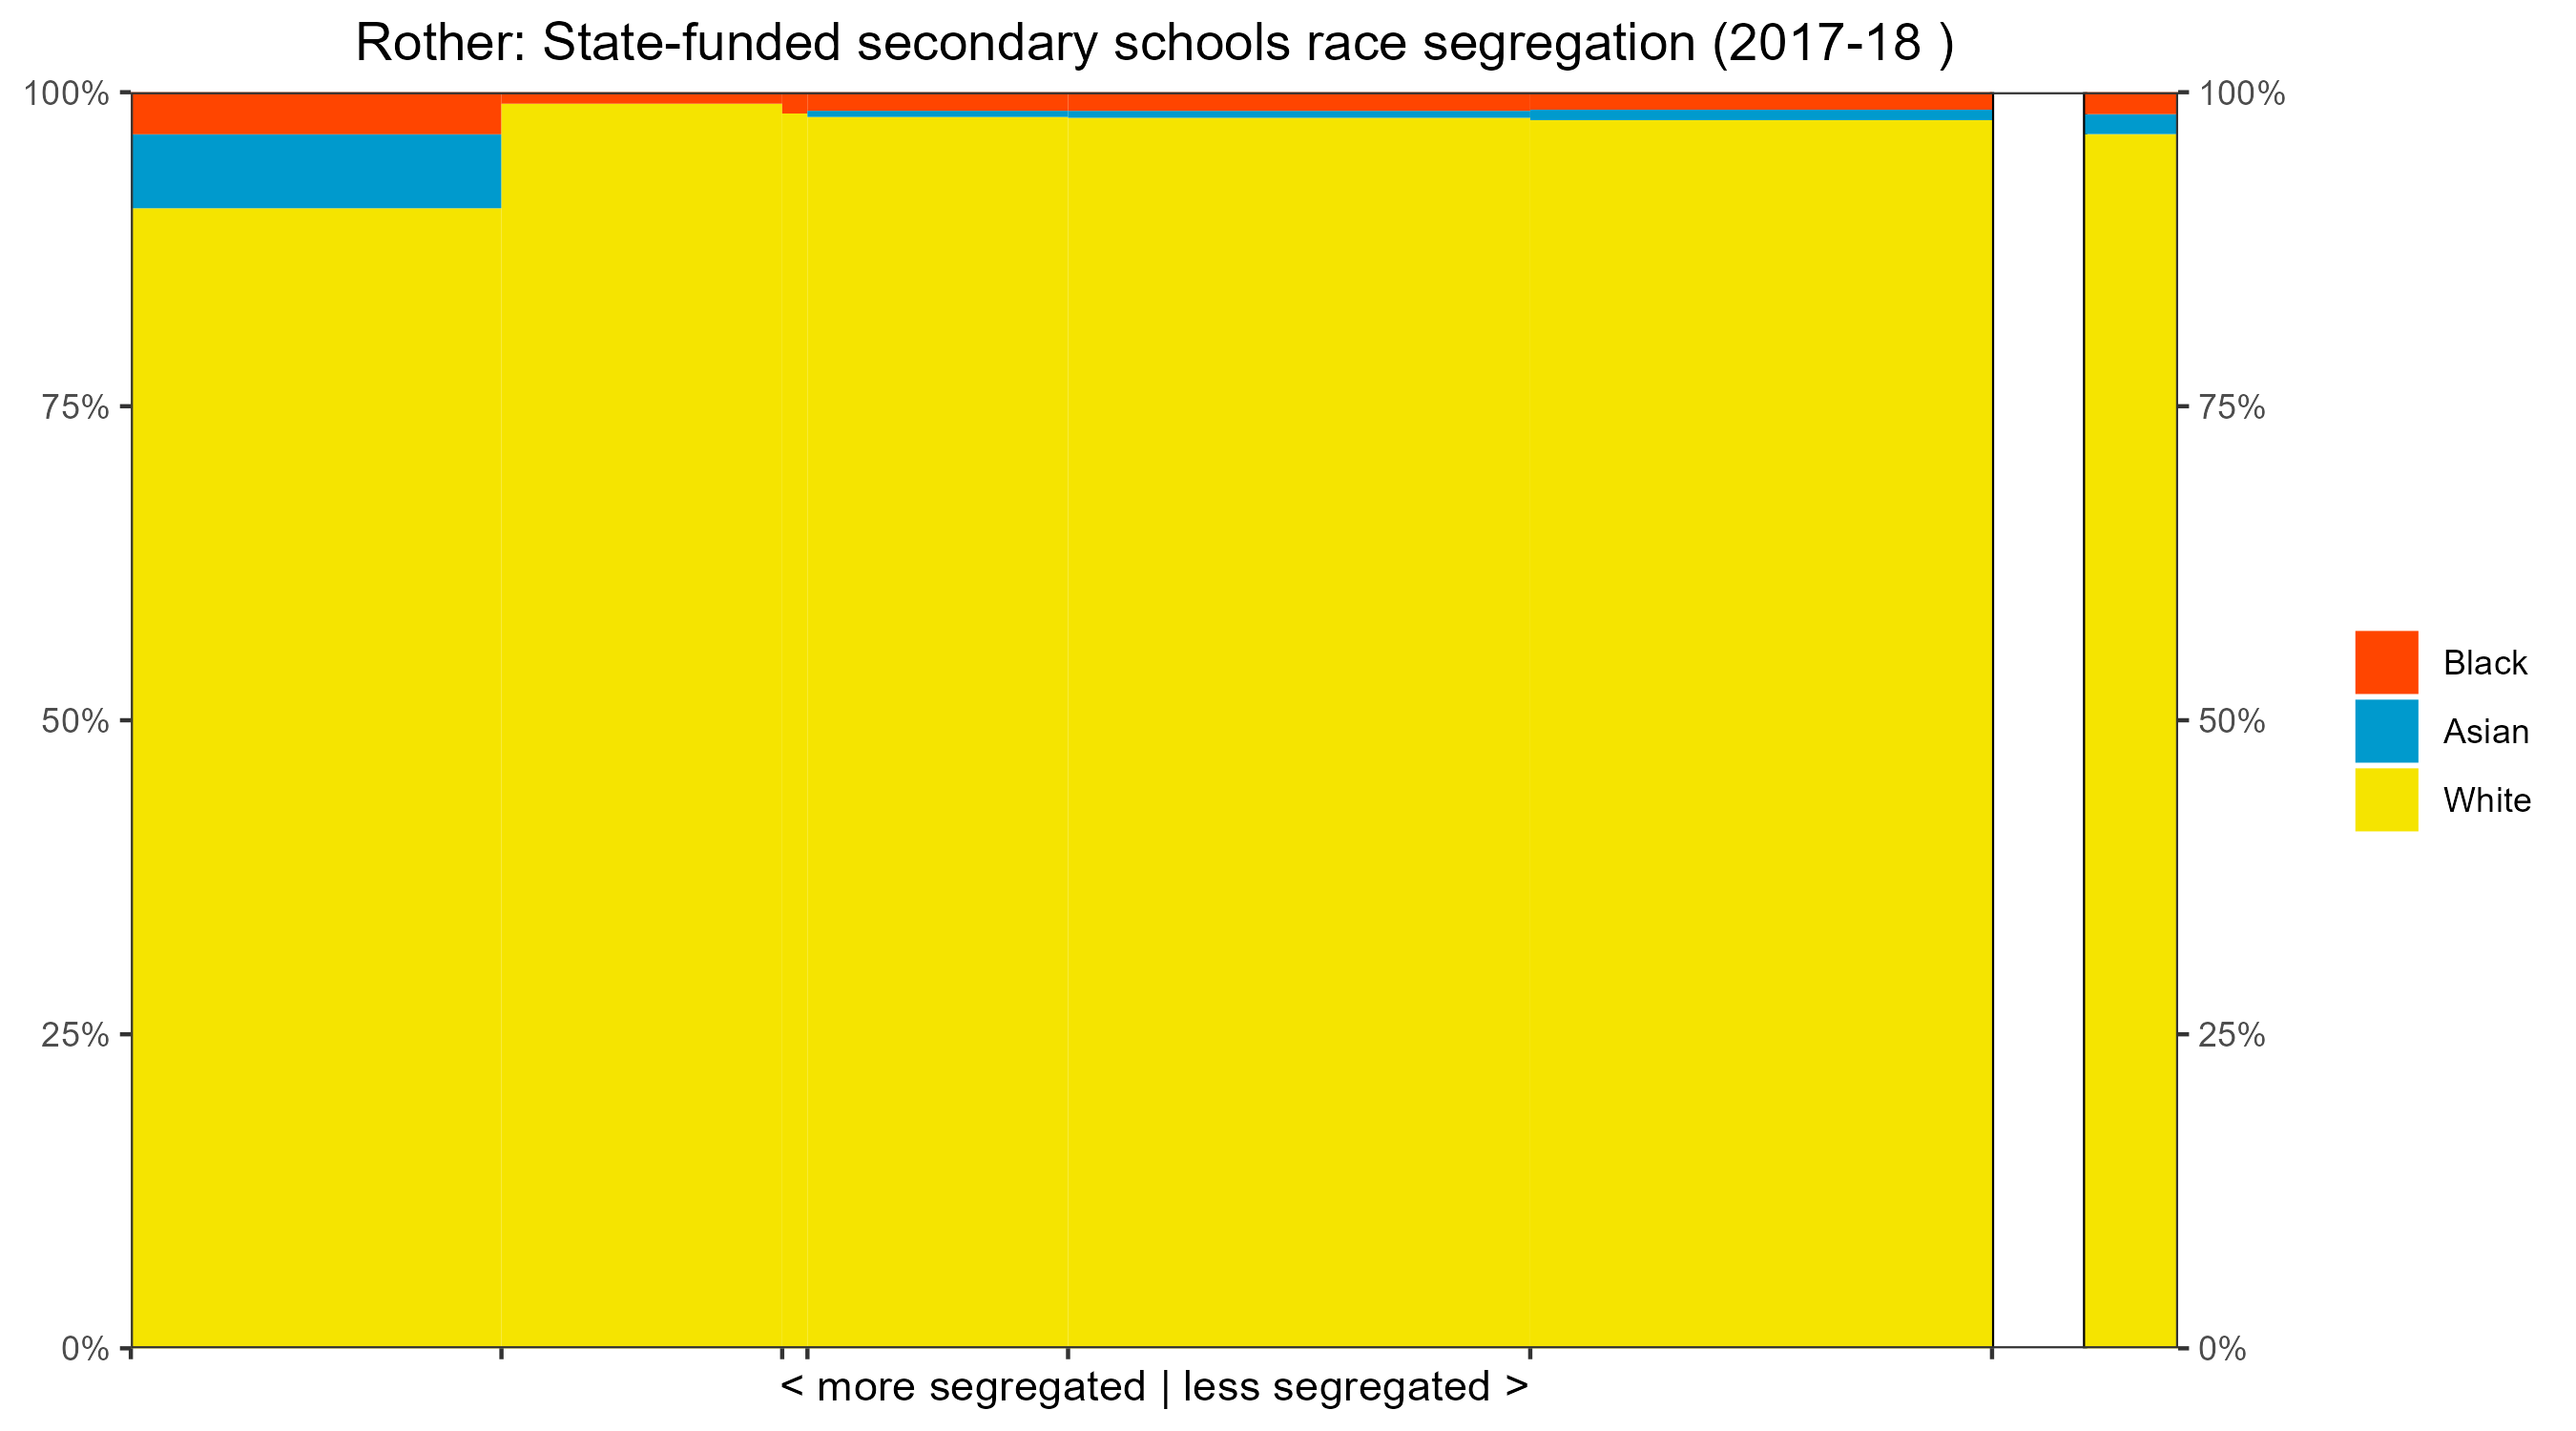 Rother: State-funded secondary schools race segregation (2017-18 )
100%
75%
50%
25%
0%
100%
75%
50%
25%
0%
Black
Asian
White
< more segregated | less segregated >